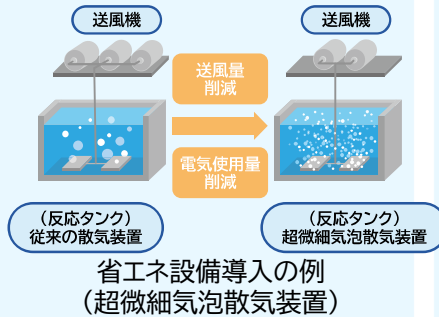 送風機
送風機
送風量
削減
電気使用量
削減
（反応タンク）
従来の散気装置
（反応タンク）
超微細気泡散気装置
省エネ設備導入の例
（超微細気泡散気装置）